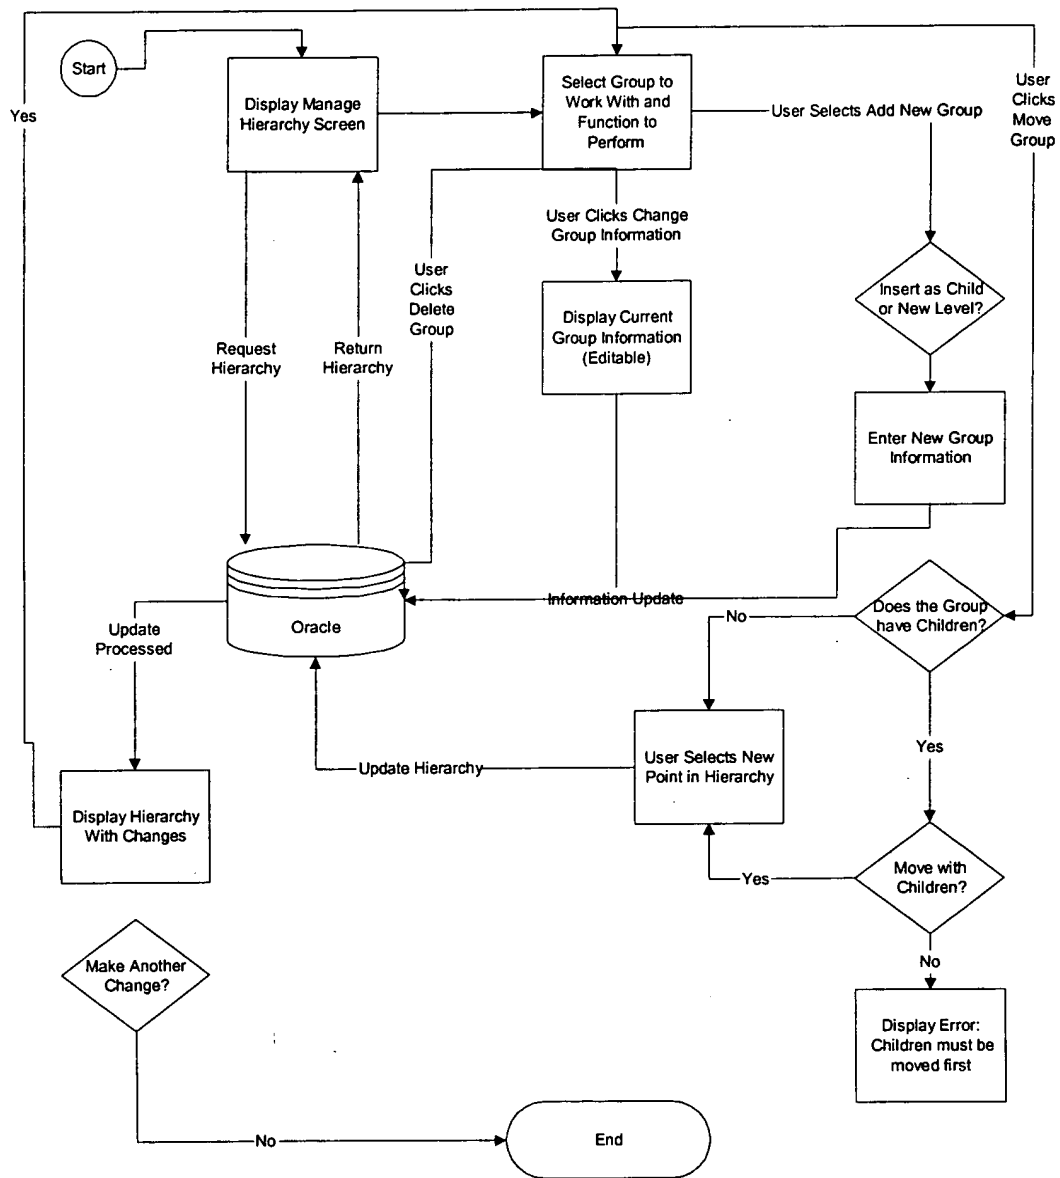 Start
Yes
Display Manage
Hierarchy Screen
Select Group to
Work With and
Function to
Perform
User Selects Add New Group
User
Clicks
Move
Group
User Clicks Change
Group Information
User
Clicks
Delete
Group
Insert as Child
or New Level?
Display Current
Group Information
(Editable)
Request
Hierarchy
Return
Hierarchy
Enter New Group
Information
Oracle
Information Update
Does the Group
have Children?
No
Update
Processed
Yes
User Selects New
Point in Hierarchy
Update Hierarchy
Display Hierarchy
With Changes
Move with
Children?
Yes
No
Make Another
Change?
Display Error:
Children must be
moved first
No
End